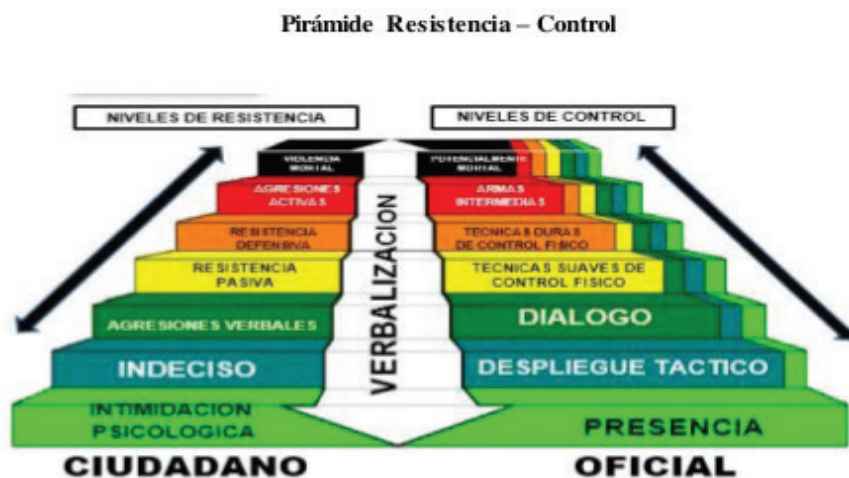 Pirámide Resistencia – Control
NIVELES DE RESISTENCIA
NIVELES DE CONTROL
VIOLENCIA
MORTAL
POTENCIALMENTE
MORTAL
AGRESIONES
ACTIVAS
ARMAS
INTERMEDIAS
RESISTENCIA
DEFENSIVA
TECNICAS DURAS
DE CONTROL FISICO
RESISTENCIA
PASIVA
TECNICAS SUAVES DE
CONTROL FISICO
AGRESIONES VERBALES
DIALOGO
INDECISO
DESPLIEGUE TACTICO
INTIMIDACION
PSICOLOGICA
PRESENCIA
VERBALIZACION
CIUDADANO
OFICIAL